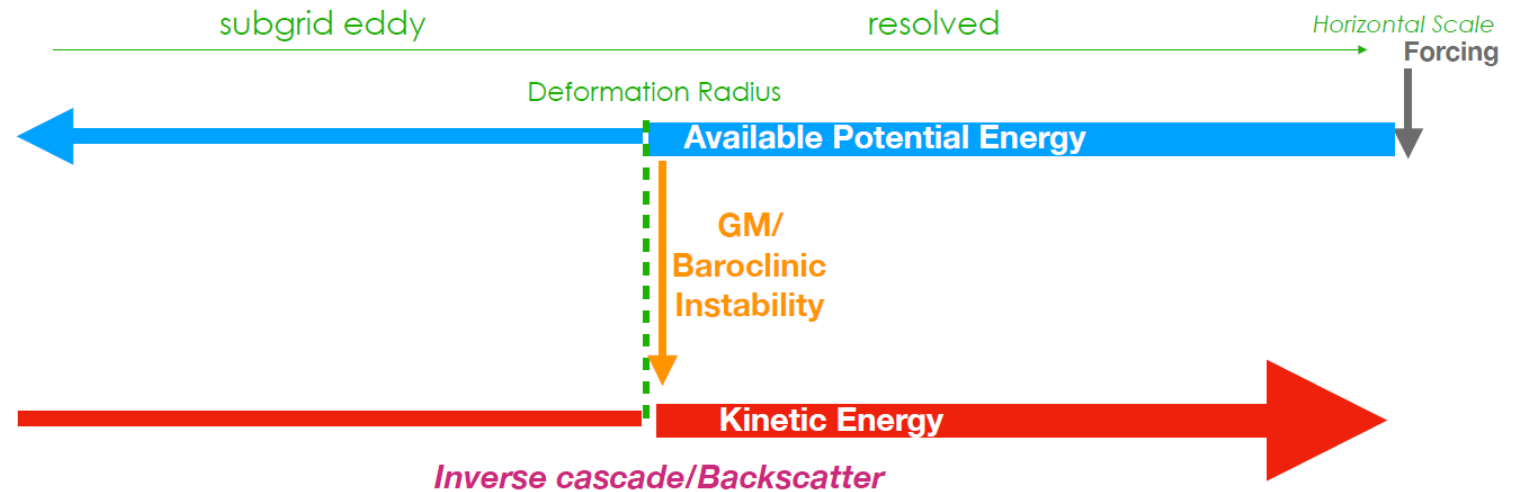 subgrid eddy
resolved
Horizontal Scale
Forcing
Deformation Radius
Available Potential Energy
GM/
Baroclinic
Instability
Kinetic Energy
Inverse cascade/Backscatter